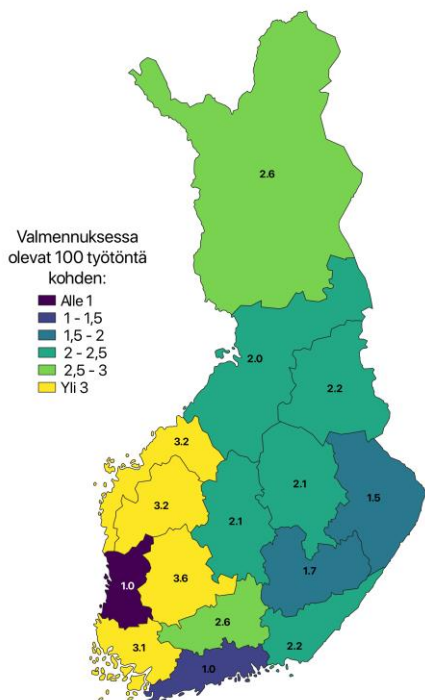 2.6
Valmennuksessa
olevat 100 työtöntä
kohden:
Alle 1
1 - 1,5
1,5 - 2
2 - 2,5
2,5 - 3
Yli 3
2.0
2.2
3.2
3.2
2.1
2.1
1.5
1.0
3.6
1.7
3.1
2.6
2.2
1.0